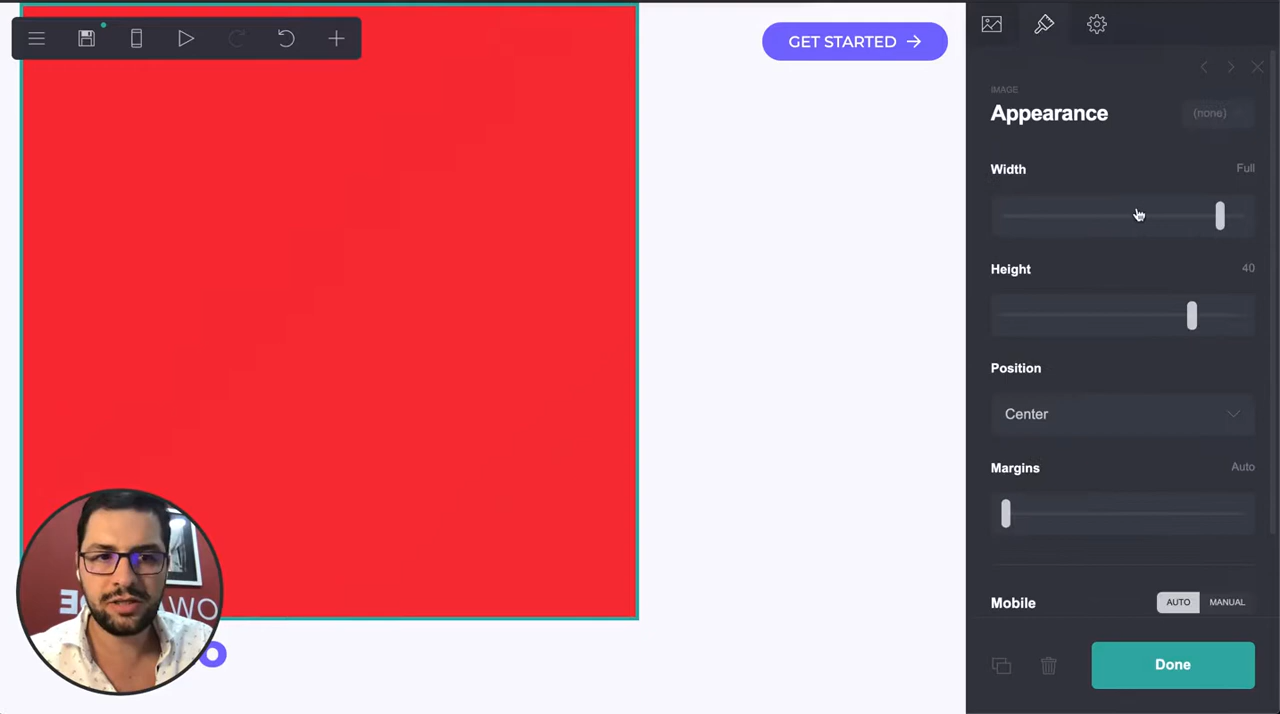 GET STARTED
IMAGE
Appearance
(none)
Width
Full
Height
40
Position
Center
Margins
Auto
Mobile
AUTO
MANUAL
Done